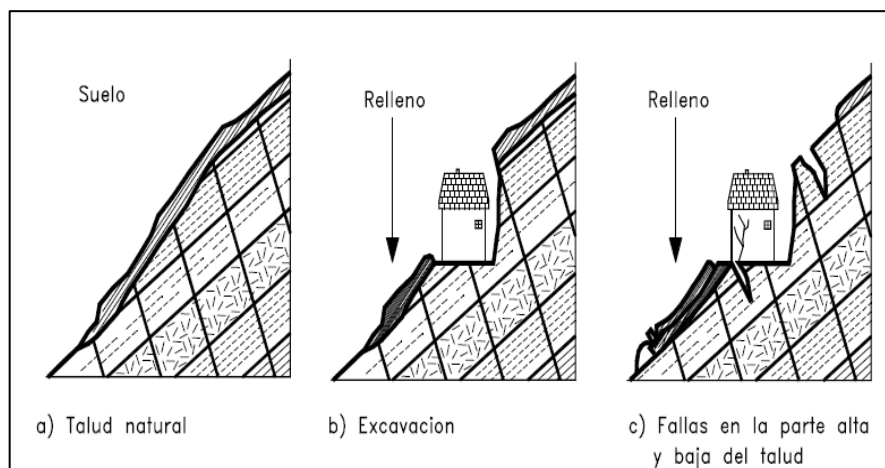 Suelo
Relleno
Relleno
a) Talud natural
b) Excavacion
c) Fallas en la parte alta
y baja del talud